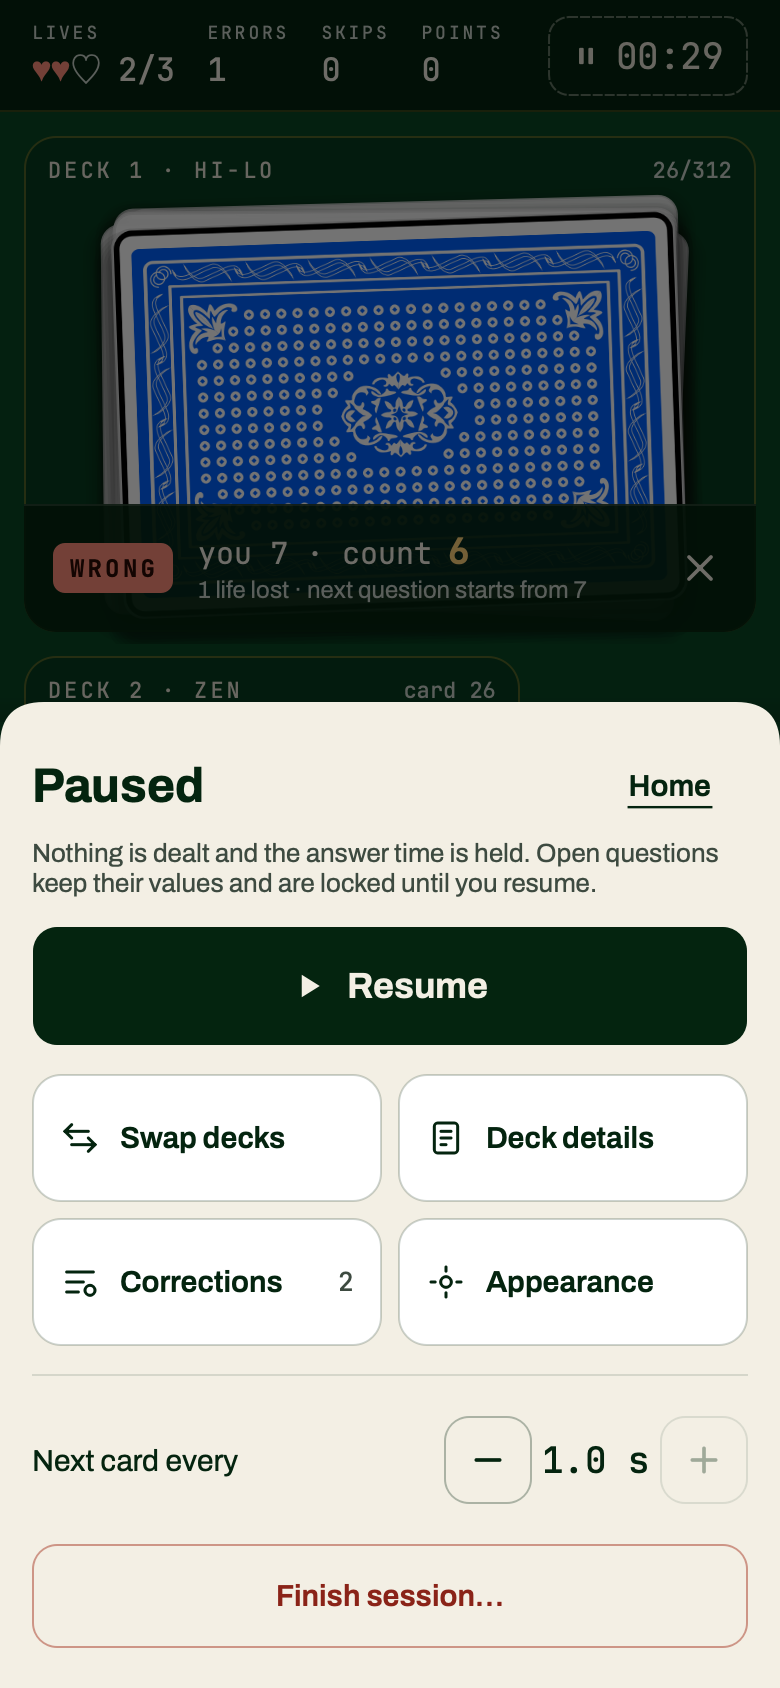 LIVES ERRORS SKIPS POINTS
♥♥♡ 2/3 1 0 0 00:29
DECK 1 · HI-LO 26/312
WRONG you 7 · count 6
1 life lost · next question starts from 7
DECK 2 · ZEN card 26
Paused Home
Nothing is dealt and the answer time is held. Open questions
keep their values and are locked until you resume.
Resume
Swap decks Deck details
Corrections 2 Appearance
Next card every 1.0 s
Finish session...